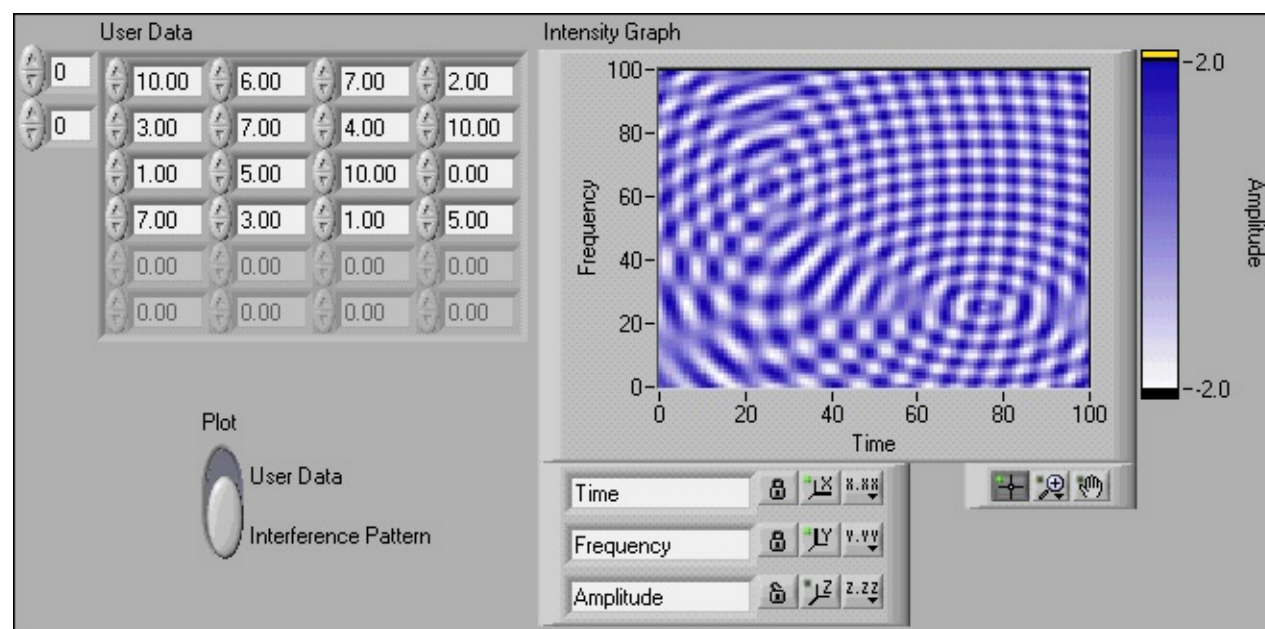 User Data
0
10.00 6.00 7.00 2.00
0
3.00 7.00 4.00 10.00
1.00 5.00 10.00 0.00
7.00 3.00 1.00 5.00
0.00 0.00 0.00 0.00
0.00 0.00 0.00 0.00
Plot
User Data
Interference Pattern
Intensity Graph
Frequency
100
80
60
40
20
0
0 20 40 60 80 100
Time
2.0
-2.0
Amplitude
Time X X.XX
Frequency Y Y.YY
Amplitude Z Z.ZZ